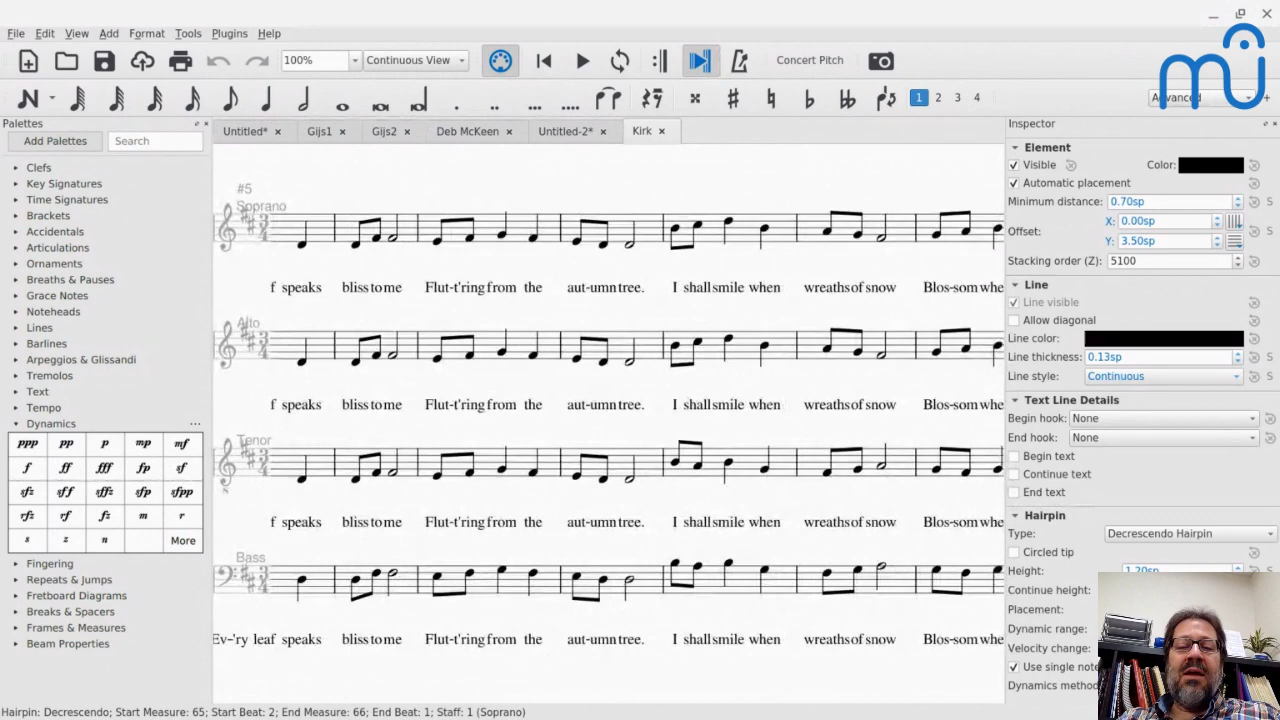 File Edit View Add Format Tools Plugins Help
100% Continuous View Concert Pitch
1 2 3 4 Advanced +
Palettes
Add Palettes Search
Clefs
Key Signatures
Time Signatures
Brackets
Accidentals
Articulations
Ornaments
Breaths & Pauses
Grace Notes
Noteheads
Lines
Barlines
Arpeggios & Glissandi
Tremolos
Text
Tempo
Dynamics ...
ppp pp p mp mf
f ff fff fp sf
sfz sff sffz sfp sfpp
rfz rf fz m r
s z n More
Fingering
Repeats & Jumps
Fretboard Diagrams
Breaks & Spacers
Frames & Measures
Beam Properties
Untitled* Gijs1 Gijs2 Deb McKeen Untitled-2* Kirk
#5
Soprano
f speaks bliss to me Flut-t'ring from the aut-umn tree. I shall smile when wreaths of snow Blos-som whe
Alto
f speaks bliss to me Flut-t'ring from the aut-umn tree. I shall smile when wreaths of snow Blos-som whe
Tenor
f speaks bliss to me Flut-t'ring from the aut-umn tree. I shall smile when wreaths of snow Blos-som whe
Bass
Ev-'ry leaf speaks bliss to me Flut-t'ring from the aut-umn tree. I shall smile when wreaths of snow Blos-som whe
Inspector
Element
Visible Color:
Automatic placement
Minimum distance: 0.70sp S
Offset: X: 0.00sp S
Y: 3.50sp
Stacking order (Z): 5100
Line
Line visible
Allow diagonal
Line color:
Line thickness: 0.13sp S
Line style: Continuous S
Text Line Details
Begin hook: None
End hook: None
Begin text
Continue text
End text
Hairpin
Type: Decrescendo Hairpin
Circled tip
Height: 1.20sp
Continue height:
Placement:
Dynamic range:
Velocity change:
Use single note
Dynamics method
Hairpin: Decrescendo; Start Measure: 65; Start Beat: 2; End Measure: 66; End Beat: 1; Staff: 1 (Soprano)